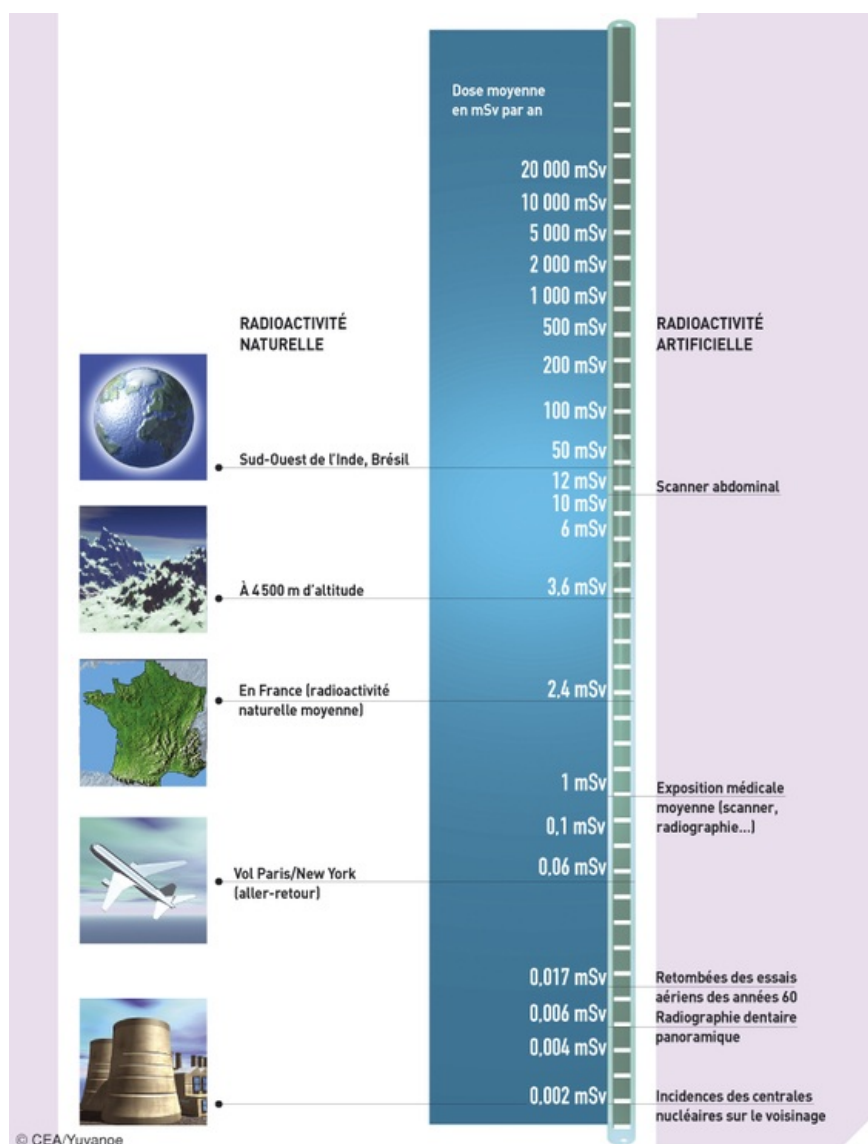 Dose moyenne
en mSv par an
20 000 mSv
10 000 mSv
5 000 mSv
2 000 mSv
1 000 mSv
500 mSv
200 mSv
100 mSv
50 mSv
12 mSv
10 mSv
6 mSv
3,6 mSv
2,4 mSv
1 mSv
0,1 mSv
0,06 mSv
0,017 mSv
0,006 mSv
0,004 mSv
0,002 mSv
RADIOACTIVITÉ
NATURELLE
Sud-Ouest de l'Inde, Brésil
À 4 500 m d'altitude
En France (radioactivité
naturelle moyenne)
Vol Paris/New York
(aller-retour)
RADIOACTIVITÉ
ARTIFICIELLE
Scanner abdominal
Exposition médicale
moyenne (scanner,
radiographie...)
Retombées des essais
aériens des années 60
Radiographie dentaire
panoramique
Incidences des centrales
nucléaires sur le voisinage
© CEA/Yuvanoe